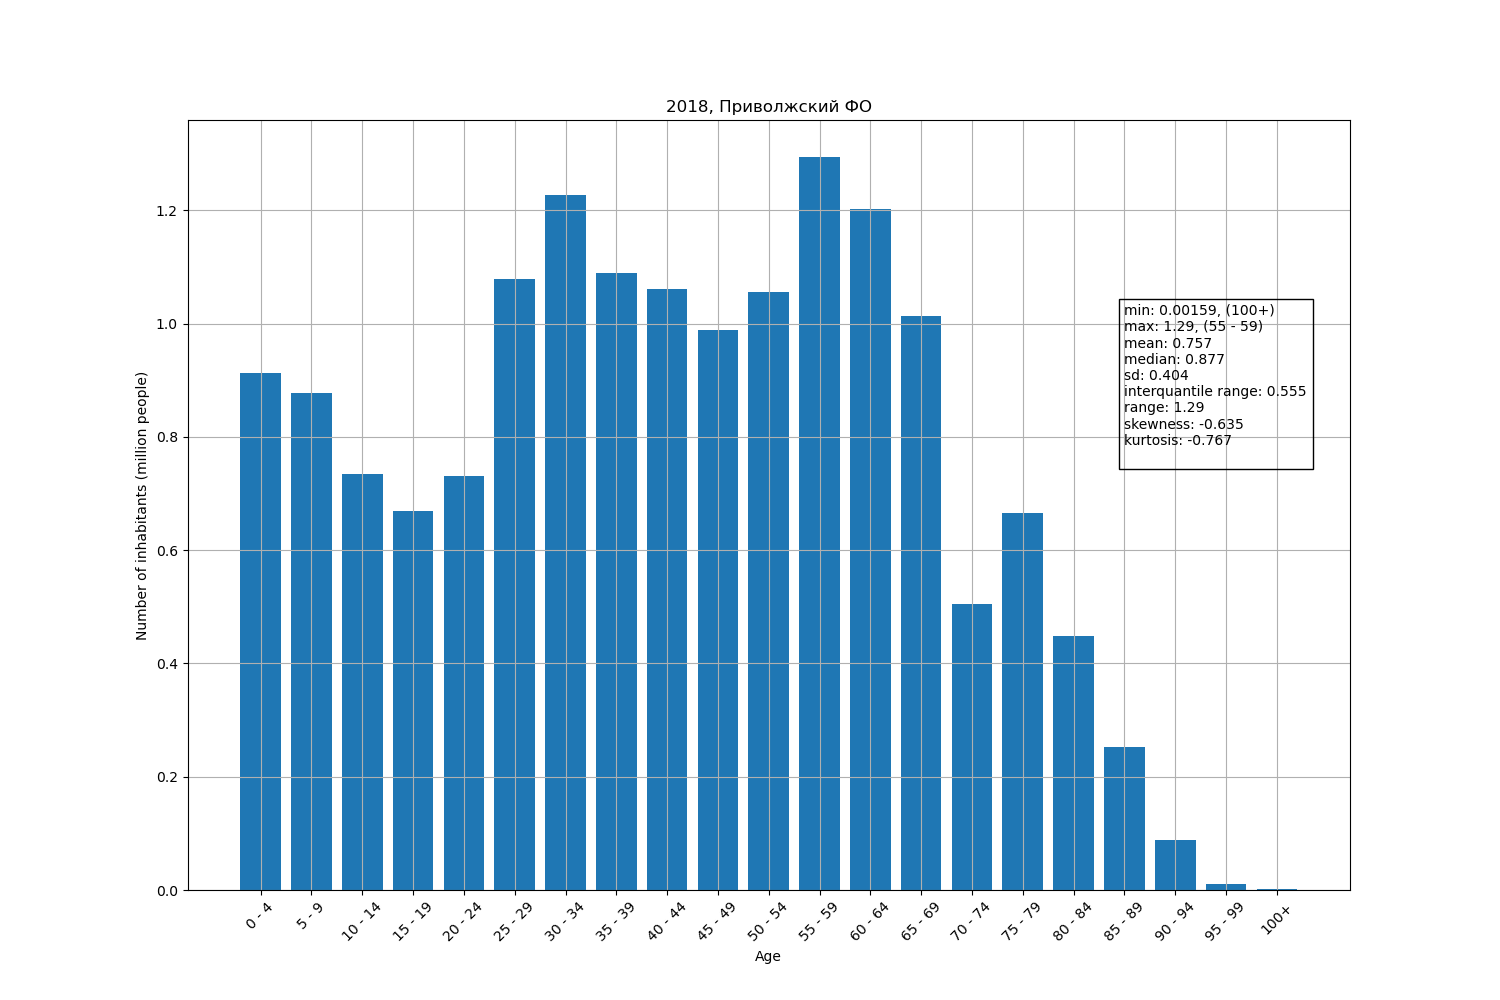 2018, Приволжский ФО
Number of inhabitants (million people)
1.2
1.0
0.8
0.6
0.4
0.2
0.0
min: 0.00159, (100+)
max: 1.29, (55 - 59)
mean: 0.757
median: 0.877
sd: 0.404
interquantile range: 0.555
range: 1.29
skewness: -0.635
kurtosis: -0.767
0 - 4
5 - 9
10 - 14
15 - 19
20 - 24
25 - 29
30 - 34
35 - 39
40 - 44
45 - 49
50 - 54
55 - 59
60 - 64
65 - 69
70 - 74
75 - 79
80 - 84
85 - 89
90 - 94
95 - 99
100+
Age